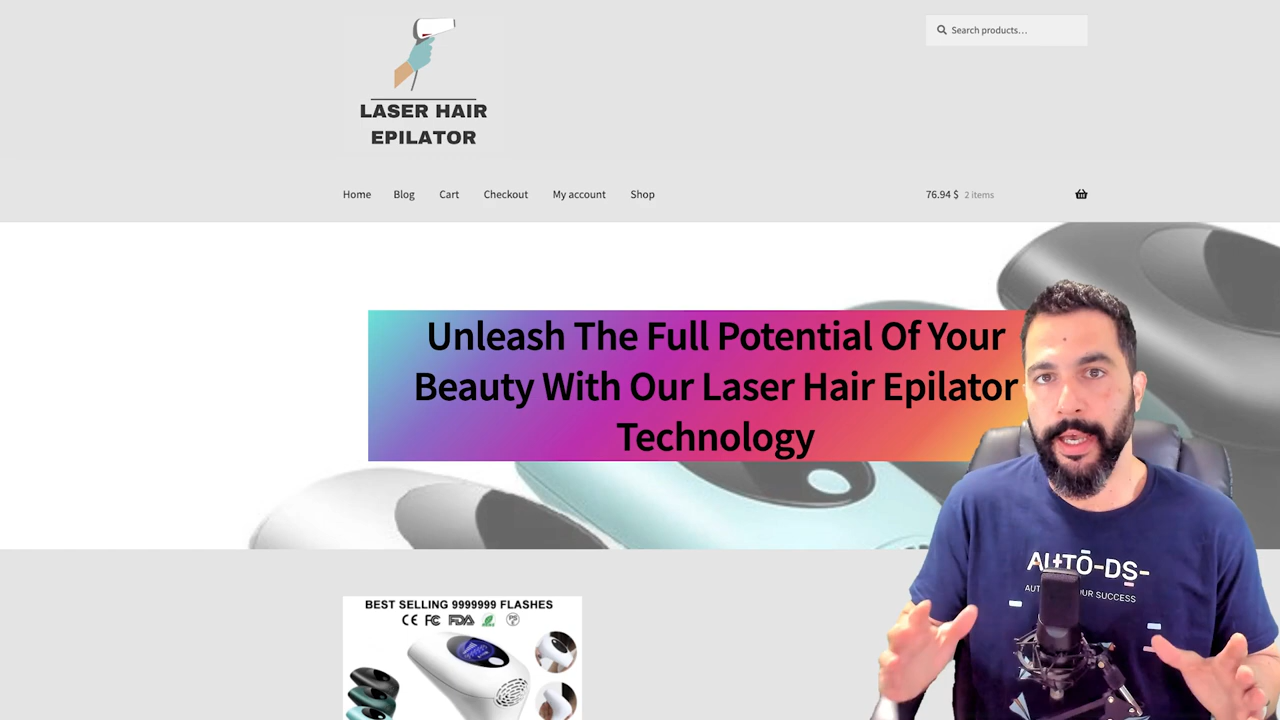 Search products…
LASER HAIR
EPILATOR
Home Blog Cart Checkout My account Shop 76.94 $ 2 items
Unleash The Full Potential Of Your
Beauty With Our Laser Hair Epilator
Technology
BEST SELLING 9999999 FLASHES
CE FC FDA
AUTO-DS-
SUCCESS